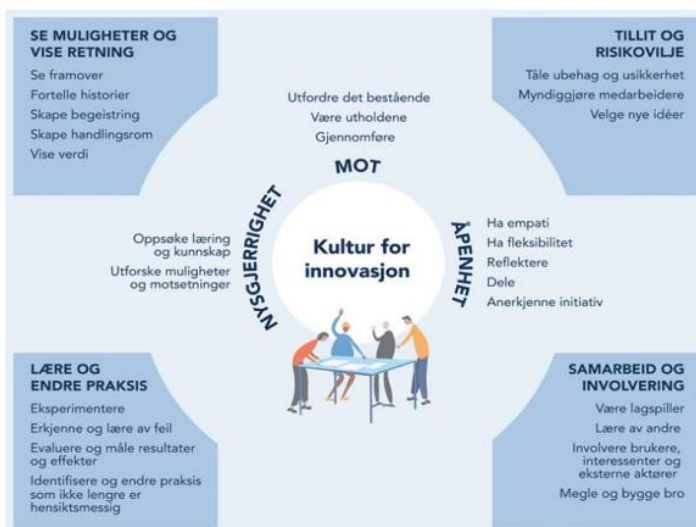 SE MULIGHETER OG
VISE RETNING
Se framover
Fortelle historier
Skape begeistring
Skape handlingsrom
Vise verdi
TILLIT OG
RISIKOVILJE
Tåle ubehag og usikkerhet
Myndiggjøre medarbeidere
Velge nye idéer
Utfordre det bestående
Være utholdene
Gjennomføre
MOT
NYSGJERRIGHET
Oppsøke læring
og kunnskap
Utforske muligheter
og motsetninger
Kultur for
innovasjon
ÅPENHET
Ha empati
Ha fleksibilitet
Reflektere
Dele
Anerkjenne initiativ
LÆRE OG
ENDRE PRAKSIS
Eksperimentere
Erkjenne og lære av feil
Evaluere og måle resultater
og effekter
Identifisere og endre praksis
som ikke lengre er
hensiktsmessig
SAMARBEID OG
INVOLVERING
Være lagspiller
Lære av andre
Involvere brukere,
interessenter og
eksterne aktører
Megle og bygge bro